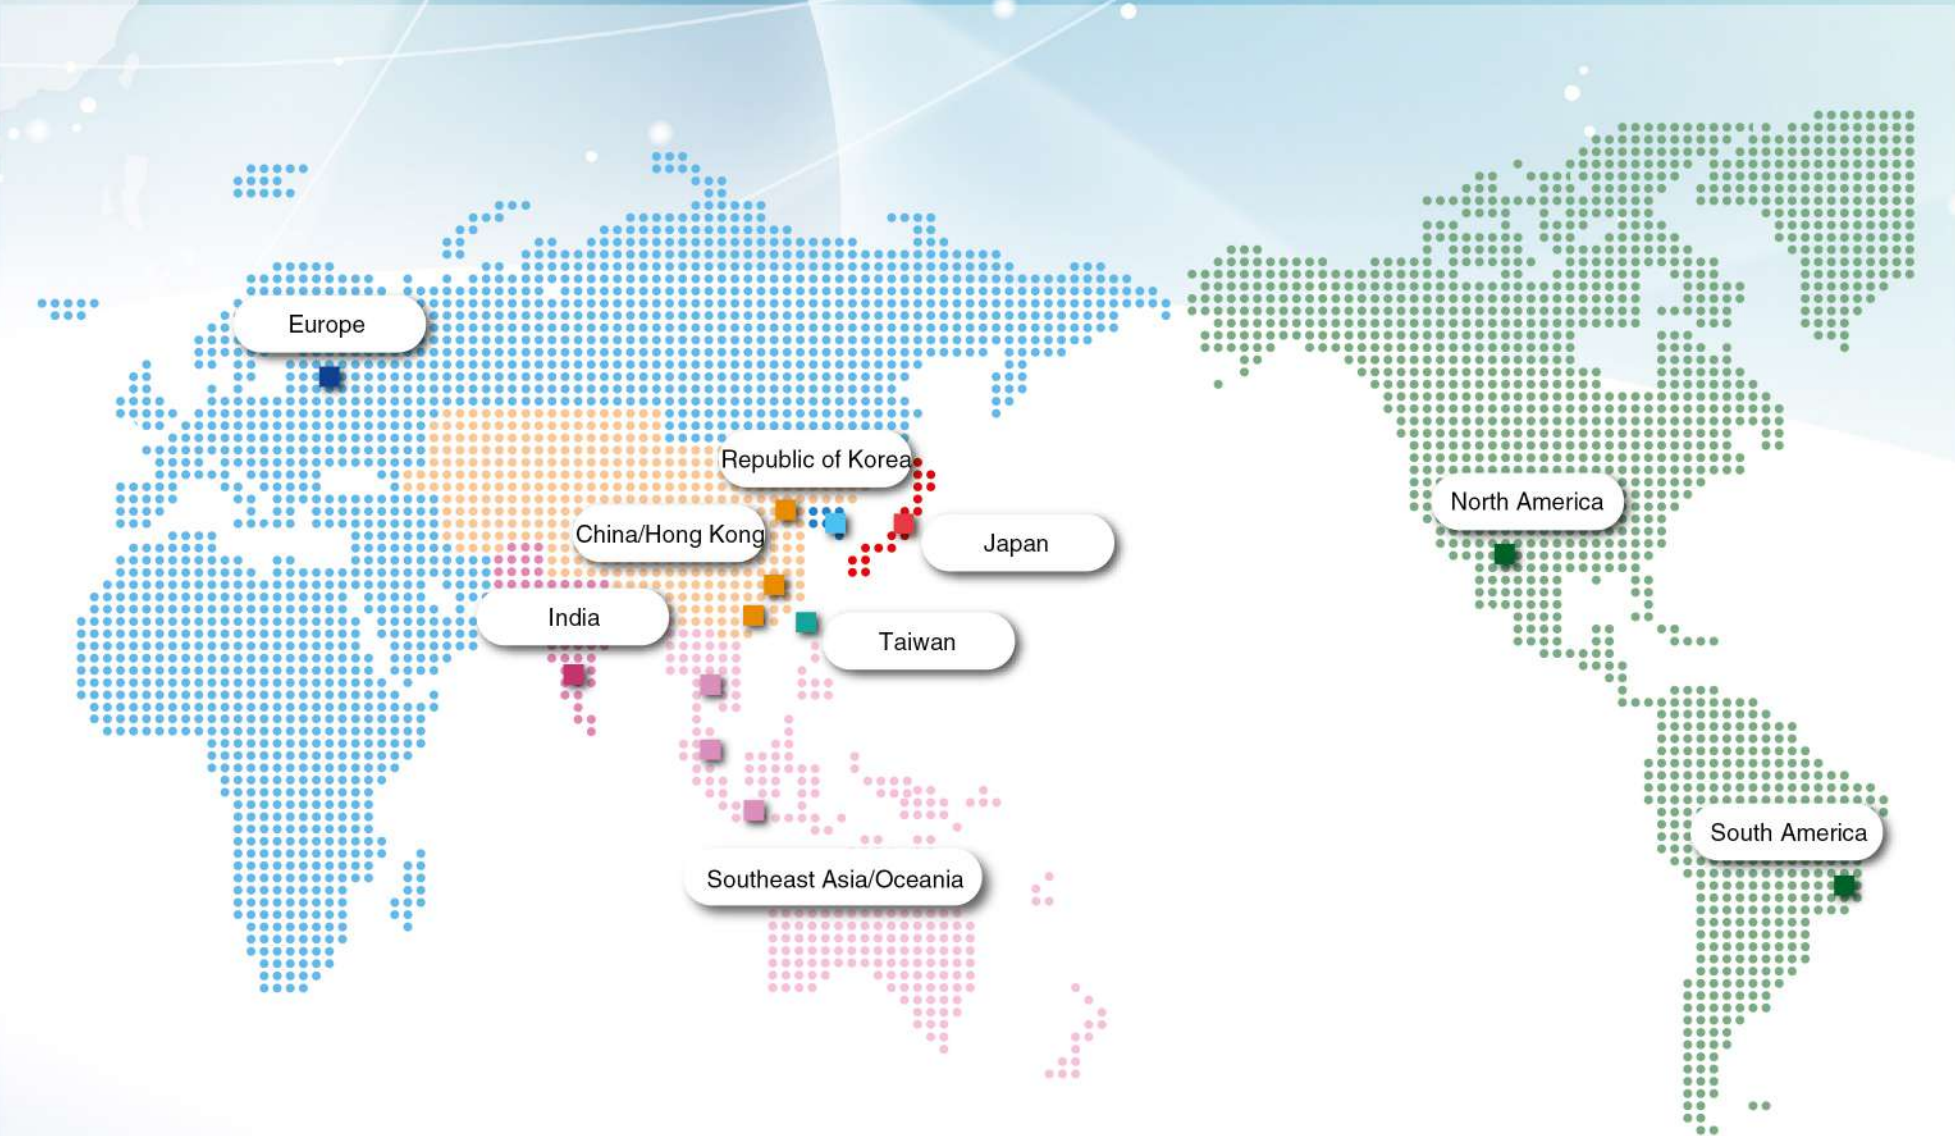 Europe
Republic of Korea
North America
China/Hong Kong
Japan
India
Taiwan
South America
Southeast Asia/Oceania